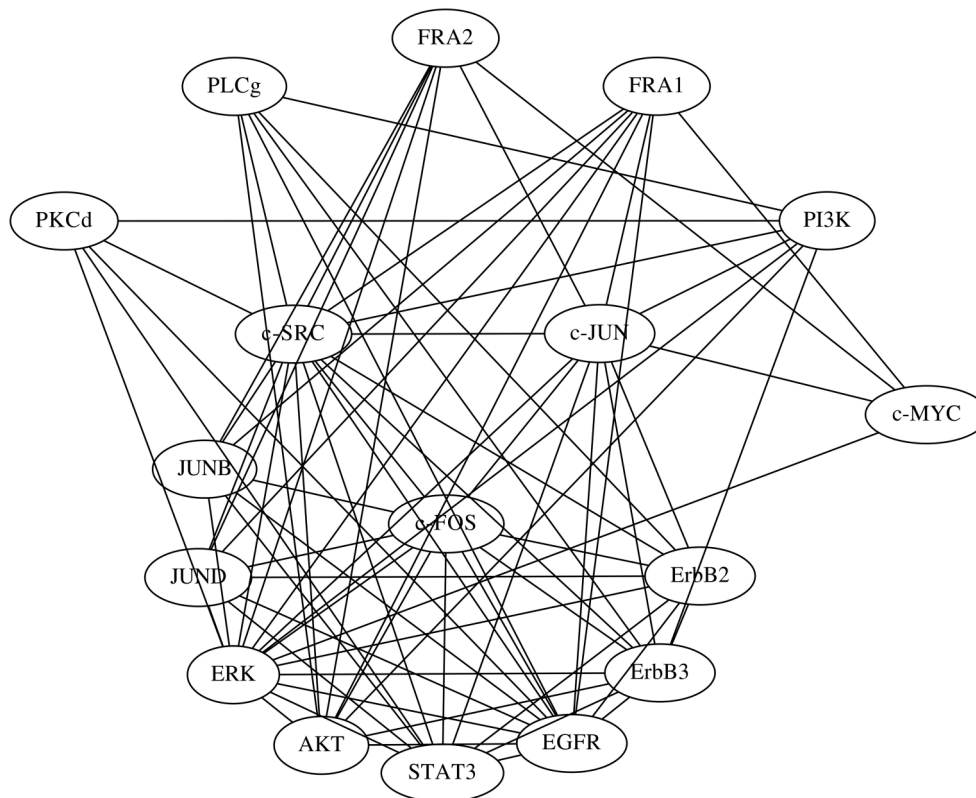 FRA2
PLCg
FRA1
PKCd
PI3K
c-SRC
c-JUN
c-MYC
JUNB
c-FOS
JUND
ErbB2
ERK
ErbB3
AKT
EGFR
STAT3